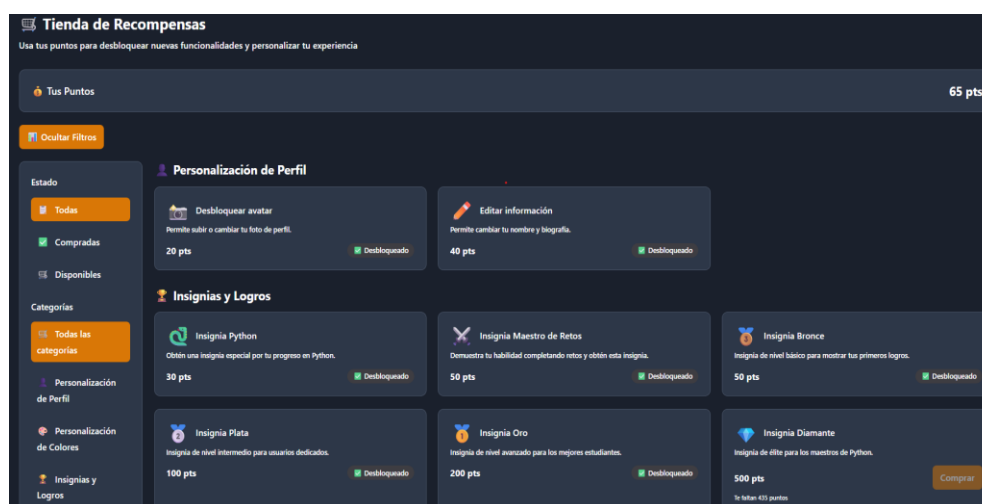 Tienda de Recompensas
Usa tus puntos para desbloquear nuevas funcionalidades y personalizar tu experiencia
Tus Puntos
65 pts
Ocultar Filtros
Estado
Todas
Compradas
Disponibles
Categorías
Todas las
categorías
Personalización
de Perfil
Personalización
de Colores
Insignias y
Logros
Personalización de Perfil
Desbloquear avatar
Permite subir o cambiar tu foto de perfil.
20 pts
Desbloqueado
Editar información
Permite cambiar tu nombre y biografía.
40 pts
Desbloqueado
Insignias y Logros
Insignia Python
Obtén una insignia especial por tu progreso en Python.
30 pts
Desbloqueado
Insignia Maestro de Retos
Demuestra tu habilidad completando retos y obtén esta insignia.
50 pts
Desbloqueado
3
Insignia Bronce
Insignia de nivel básico para mostrar tus primeros logros.
50 pts
Desbloqueado
2
Insignia Plata
Insignia de nivel intermedio para usuarios dedicados.
100 pts
Desbloqueado
1
Insignia Oro
Insignia de nivel avanzado para los mejores estudiantes.
200 pts
Desbloqueado
Insignia Diamante
Insignia de élite para los maestros de Python.
500 pts
Comprar
Te faltan 435 puntos